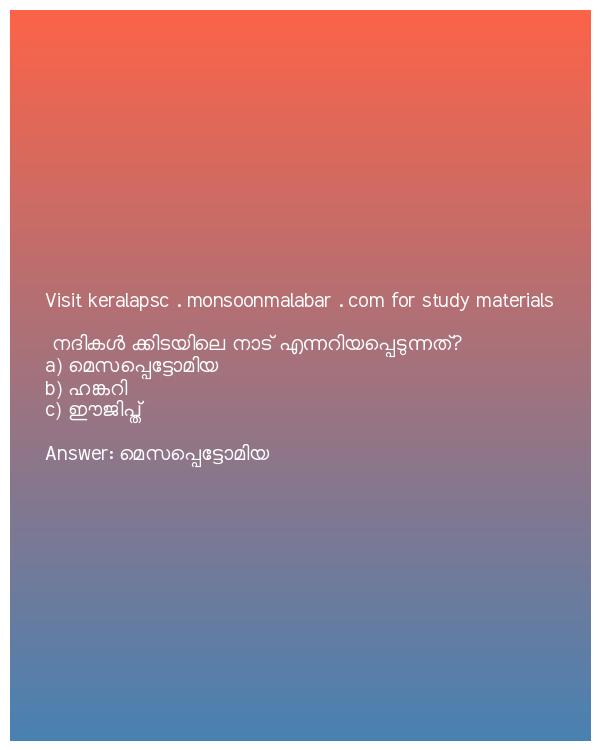 Visit keralapsc . monsoonmalabar . com for study materials
നദികൾ ക്കിടയിലെ നാട് എന്നറിയപ്പെടുന്നത്?
a) മെസപ്പെട്ടോമിയ
b) ഹങ്കറി
c) ഈജിപ്ത്
Answer: മെസപ്പെട്ടോമിയ